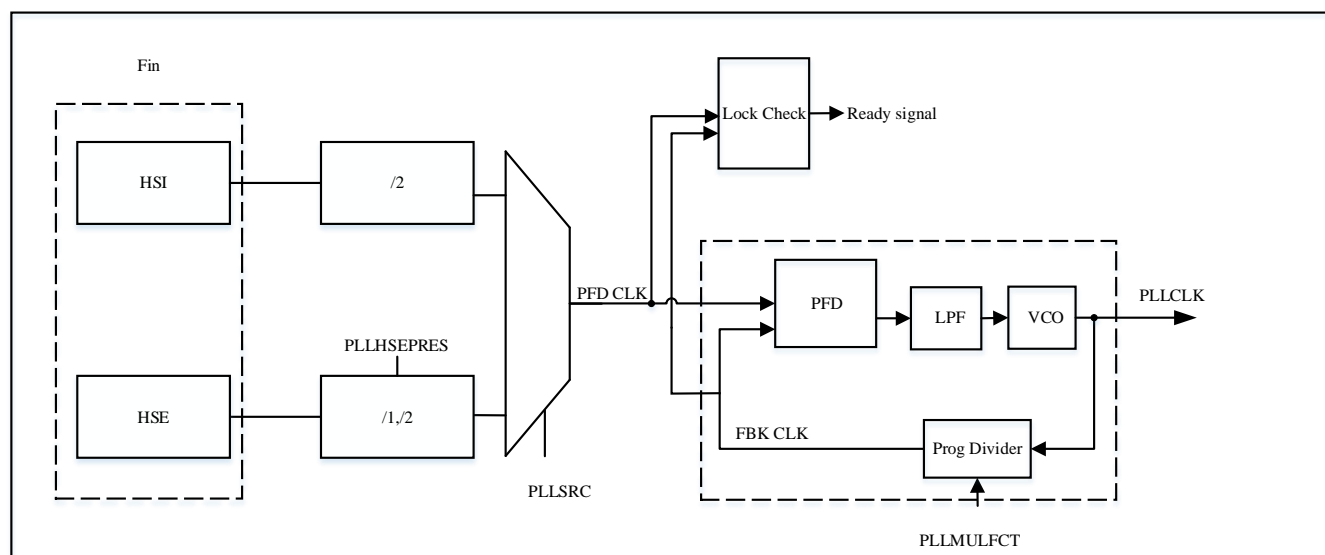 Fin
HSI
/2
Lock Check
Ready signal
PFD CLK
PFD
LPF
VCO
PLLCLK
PLLHSEPRES
HSE
/1,/2
FBK CLK
Prog Divider
PLLSRC
PLLMULFCT